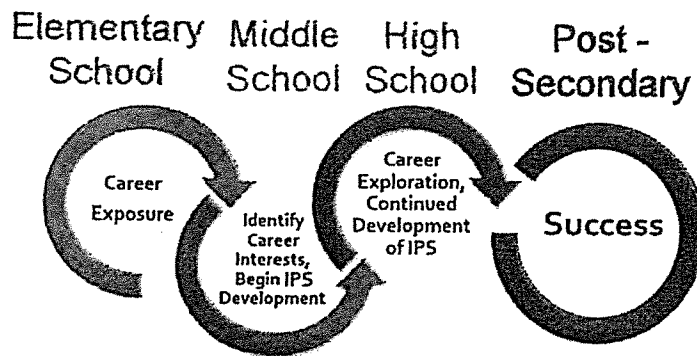 Elementary
School
Middle
School
High
School
Post -
Secondary
Career
Exposure
Identify
Career
Interests,
Begin IPS
Development
Career
Exploration,
Continued
Development
of IPS
Success